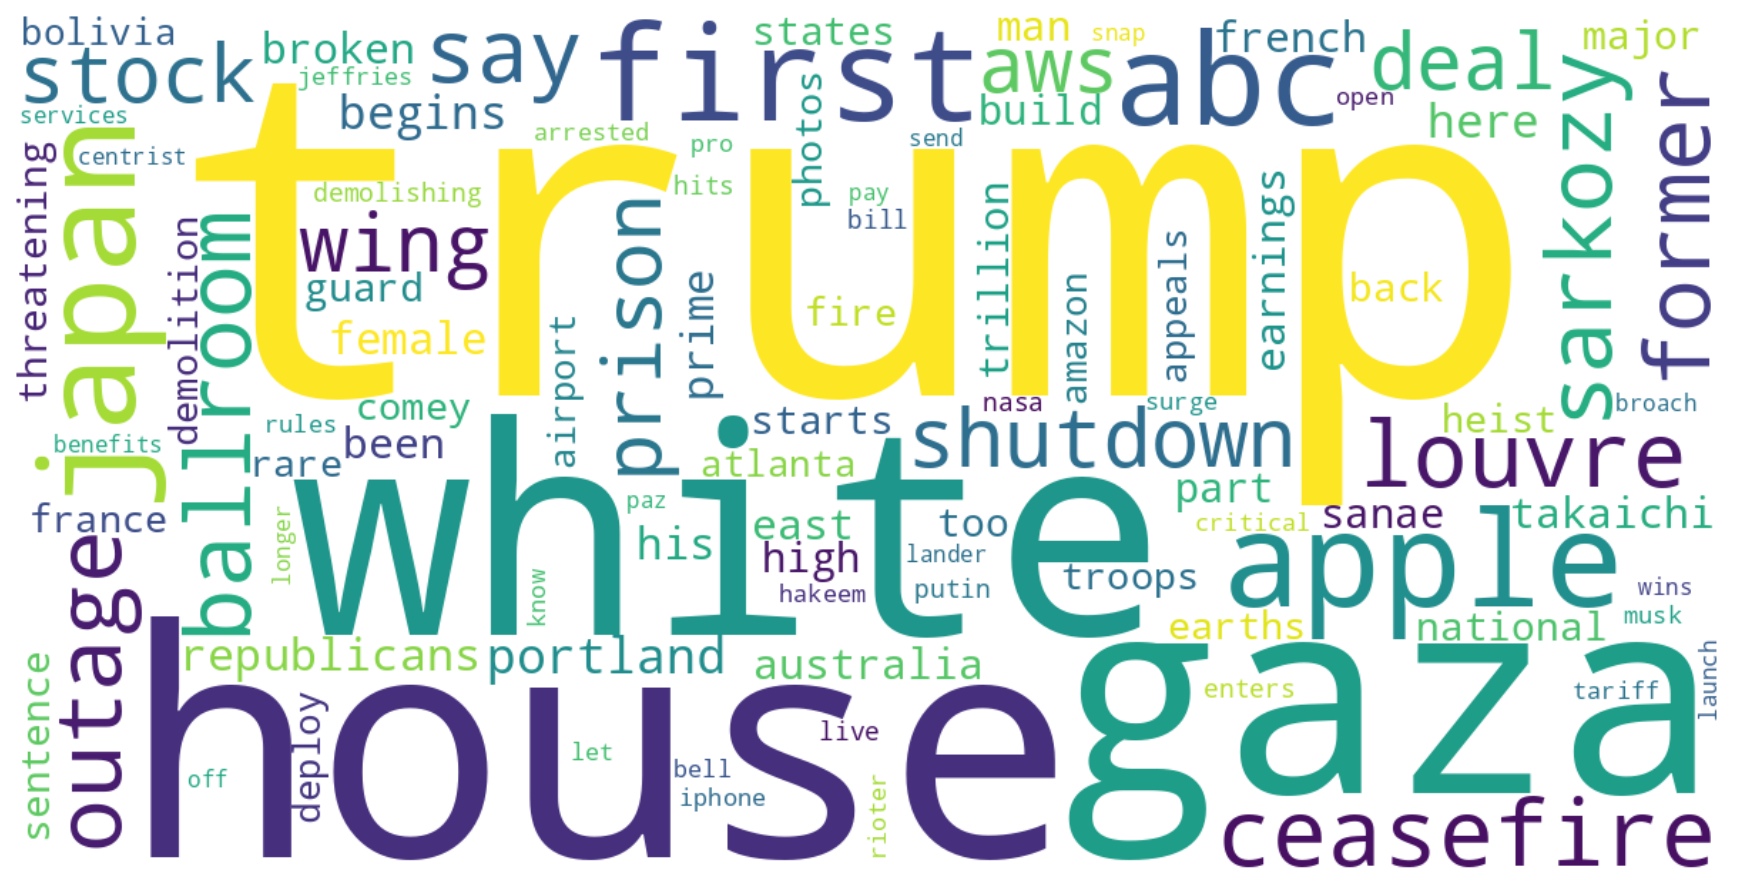 bolivia
stock
broken
jeffries
say
first
states
man
snap
aws
french
abc
deal
major
services
begins
build
open
here
centrist
arrested
pro
photos
send
threatening
japan
trump
sarkozy
former
demolishing
hits
pay
bill
demolition
ballroom
wing
guard
prison
prime
trillion
amazon
appeals
earnings
back
female
fire
airport
comey
nasa
surge
broach
benefits
rules
been
starts
shutdown
heist
rare
atlanta
louvre
white
part
france
longer
paz
his
east
too
critical
sanae
takaichi
high
lander
apple
outage
know
hakeem
putin
troops
wins
musk
earths
national
house
republicans
portland
australia
gaza
launch
sentence
deploy
enters
tariff
live
let
off
bell
iphone
rioter
ceasefire